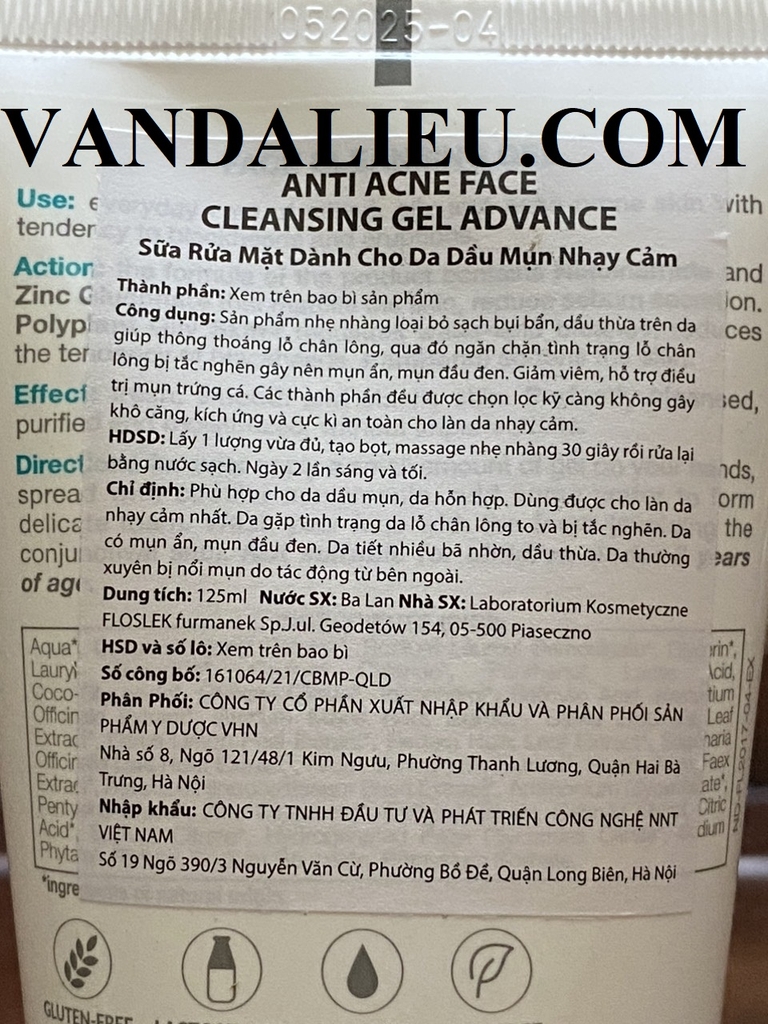 052025-04
VANDALIEU.COM
ANTI ACNE FACE
CLEANSING GEL ADVANCE
Sữa Rửa Mặt Dành Cho Da Dầu Mụn Nhạy Cảm
Thành phần: Xem trên bao bì sản phẩm
Công dụng: Sản phẩm nhẹ nhàng loại bỏ sạch bụi bẩn, dầu thừa trên da
giúp thông thoáng lỗ chân lông, qua đó ngăn chặn tình trạng lỗ chân
lông bị tắc nghẽn gây nên mụn ẩn, mụn đầu đen. Giảm viêm, hỗ trợ điều
trị mụn trứng cá. Các thành phần đều được chọn lọc kỹ càng không gây
khô căng, kích ứng và cực kì an toàn cho làn da nhạy cảm.
HDSD: Lấy 1 lượng vừa đủ, tạo bọt, massage nhẹ nhàng 30 giây rồi rửa lại
bằng nước sạch. Ngày 2 lần sáng và tối.
Chỉ định: Phù hợp cho da dầu mụn, da hỗn hợp. Dùng được cho làn da
nhạy cảm nhất. Da gặp tình trạng da lỗ chân lông to và bị tắc nghẽn. Da
có mụn ẩn, mụn đầu đen. Da tiết nhiều bã nhờn, dầu thừa. Da thường
xuyên bị nổi mụn do tác động từ bên ngoài.
Dung tích: 125ml Nước SX: Ba Lan Nhà SX: Laboratorium Kosmetyczne
FLOSLEK furmanek Sp.J.ul. Geodetów 154, 05-500 Piaseczno
HSD và số lô: Xem trên bao bì
Số công bố: 161064/21/CBMP-QLD
Phân Phối: CÔNG TY CỔ PHẦN XUẤT NHẬP KHẨU VÀ PHÂN PHỐI SẢN
PHẨM Y DƯỢC VHN
Nhà số 8, Ngõ 121/48/1 Kim Ngưu, Phường Thanh Lương, Quận Hai Bà
Trưng, Hà Nội
Nhập khẩu: CÔNG TY TNHH ĐẦU TƯ VÀ PHÁT TRIỂN CÔNG NGHỆ NNT
VIỆT NAM
Số 19 Ngõ 390/3 Nguyễn Văn Cừ, Phường Bồ Đề, Quận Long Biên, Hà Nội
Use:
Zinc
the
of
Aqua*
Acid,
Leaf
Faex
Citric
Acid*,
GLUTEN-FREE